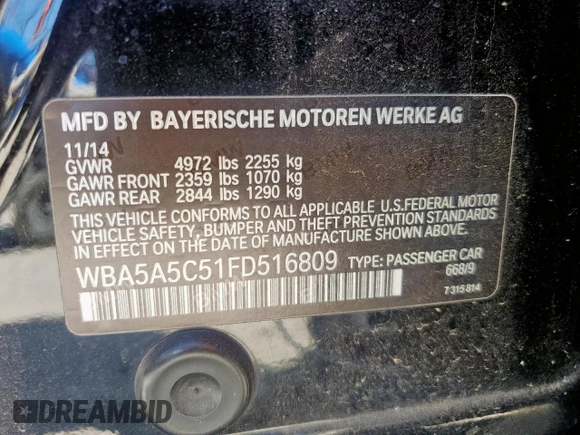 MFD BY BAYERISCHE MOTOREN WERKE AG
11/14
GVWR 4972 lbs 2255 kg
GAWR FRONT 2359 lbs 1070 kg
GAWR REAR 2844 lbs 1290 kg
THIS VEHICLE CONFORMS TO ALL APPLICABLE U.S.FEDERAL MOTOR
VEHICLE SAFETY, BUMPER AND THEFT PREVENTION
STANDARDS IN EFFECT ON THE DATE OF MANUFACTURE SHOWN ABOVE.
WBA5A5C51FD516809 TYPE: PASSENGER CAR
668/9
7 315 814
DREAMBID